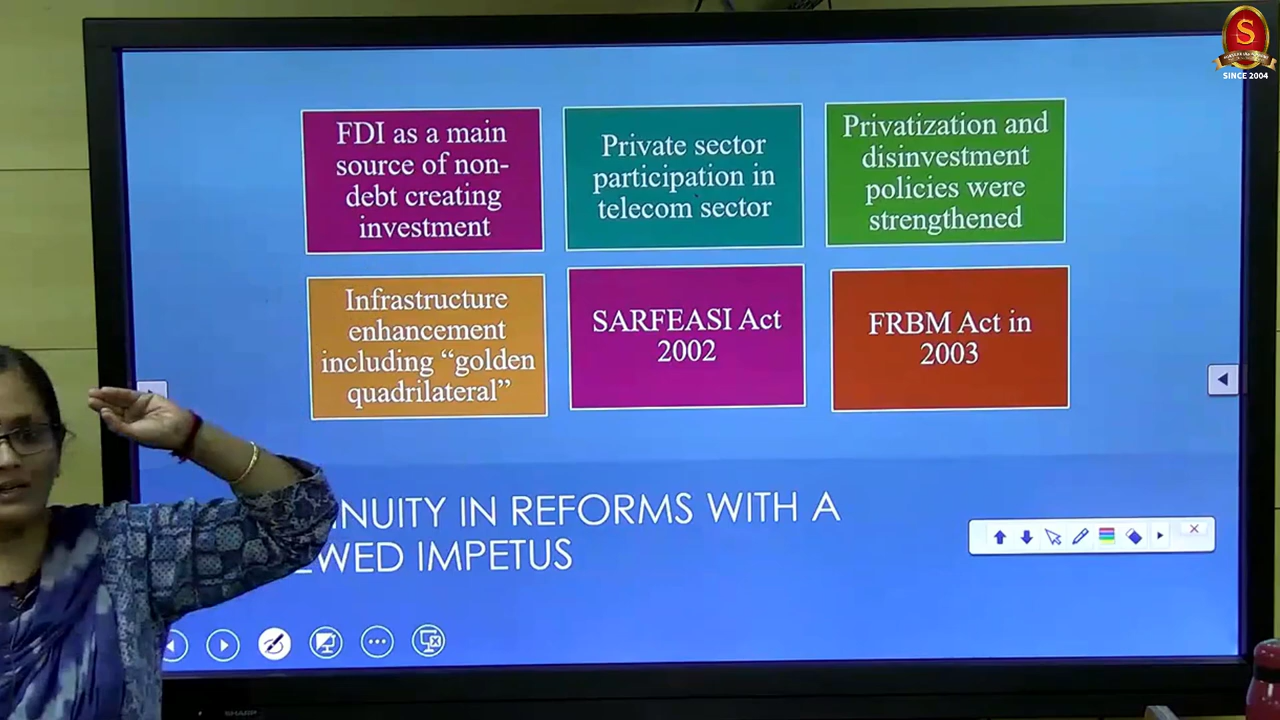 S
SINCE 2004
FDI as a main
source of non-
debt creating
investment
Private sector
participation in
telecom sector
Privatization and
disinvestment
policies were
strengthened
Infrastructure
enhancement
including “golden
quadrilateral”
SARFEASI Act
2002
FRBM Act in
2003
INUITY IN REFORMS WITH A
EWED IMPETUS
SHARP